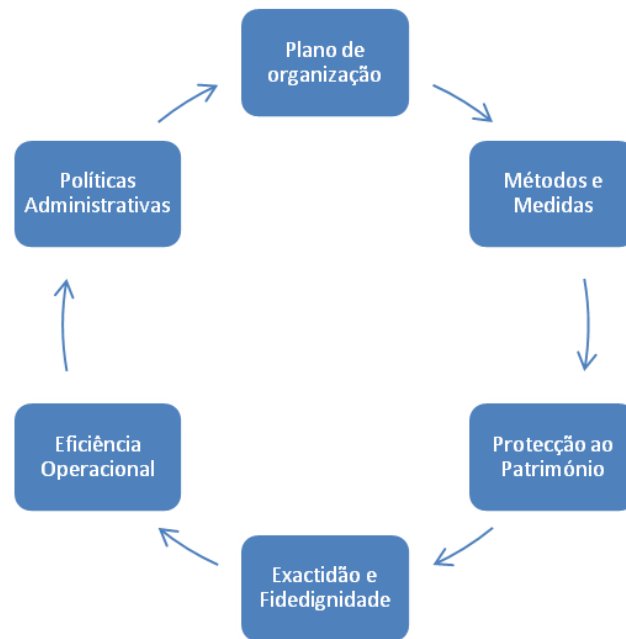 Plano de
organização
Métodos e
Medidas
Protecção ao
Património
Exactidão e
Fidedignidade
Eficiência
Operacional
Políticas
Administrativas